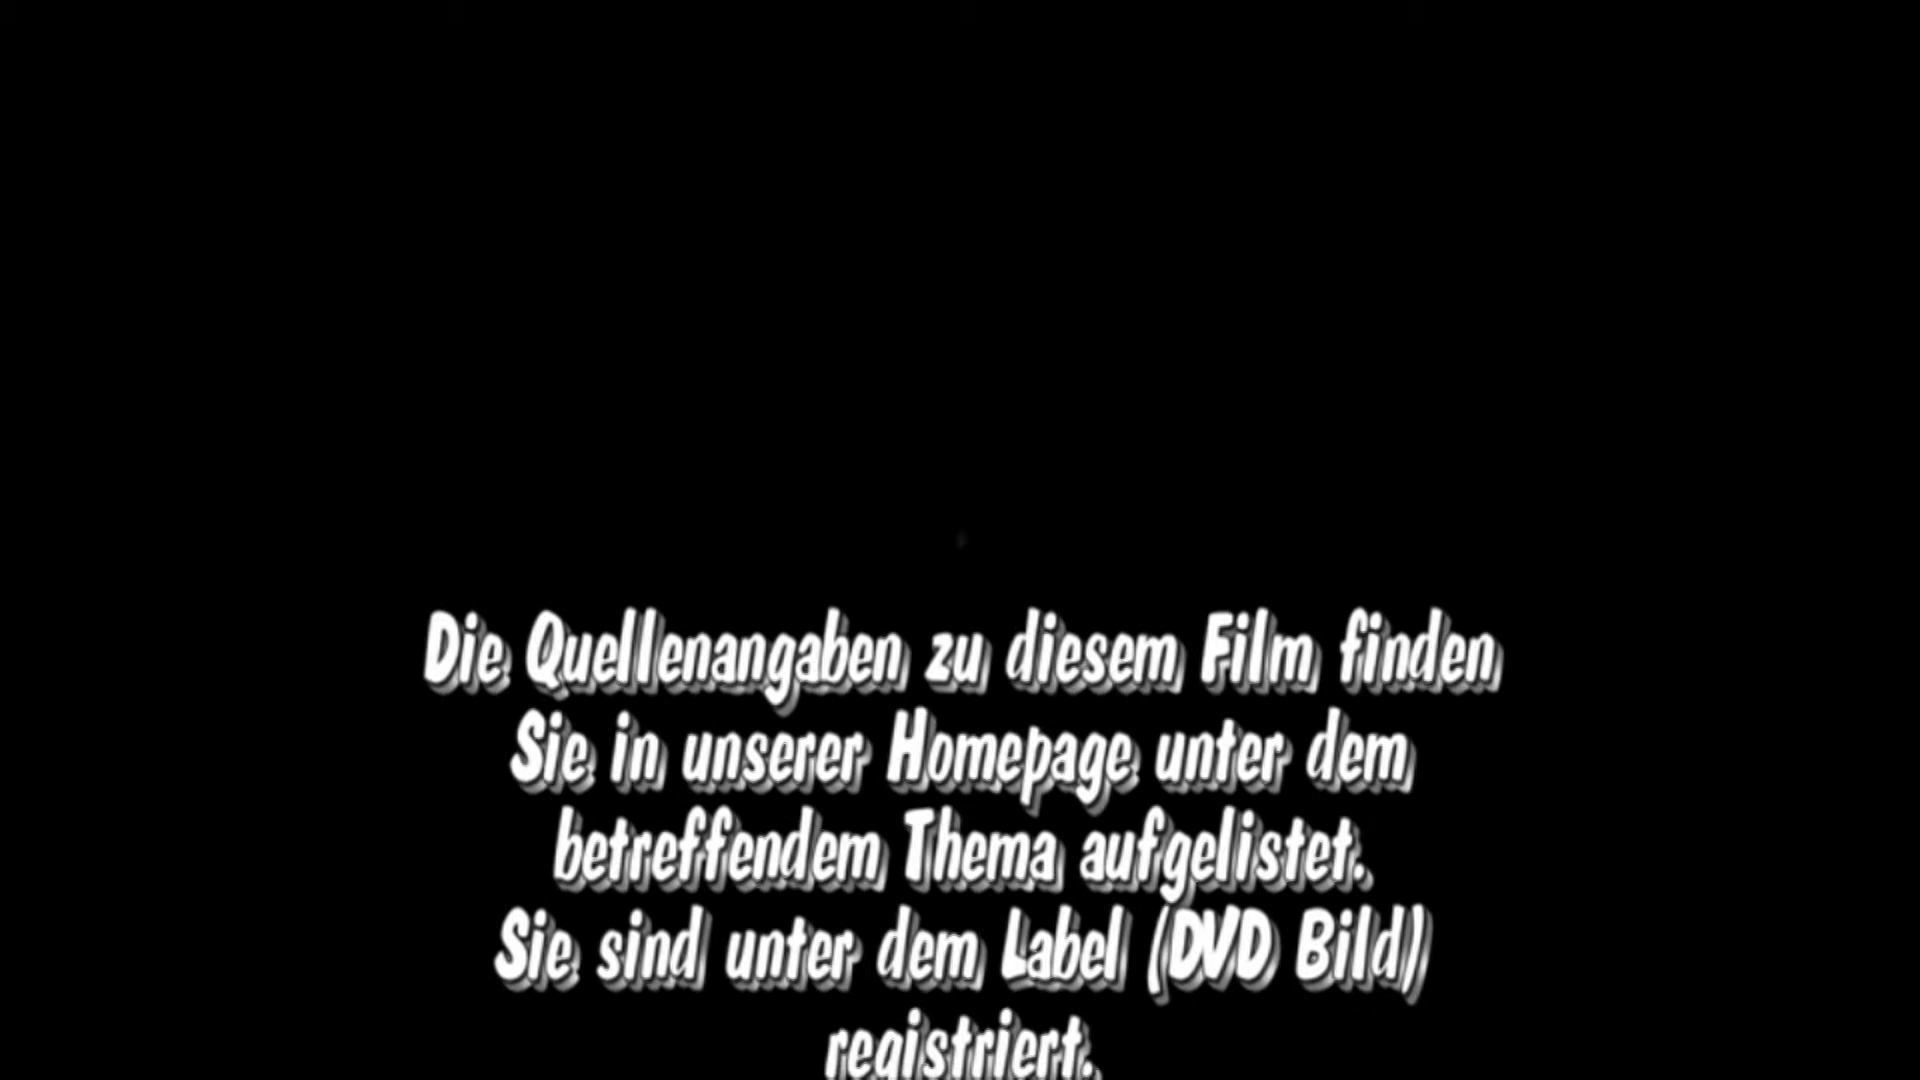 Die Quellenangaben zu diesem Film finden
Sie in unserer Homepage unter dem
betreffendem Thema aufgelistet.
Sie sind unter dem Label (DVD Bild)
registriert.